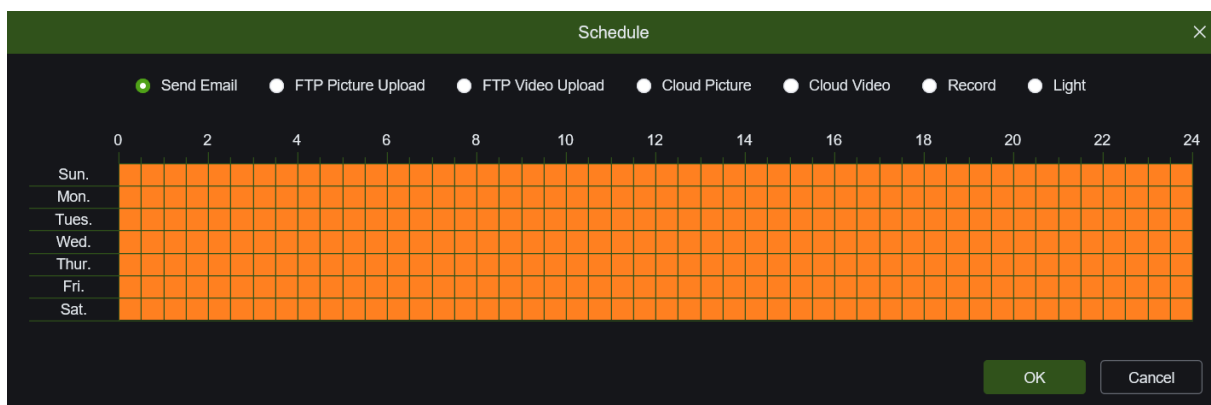 Schedule
Send Email FTP Picture Upload FTP Video Upload Cloud Picture Cloud Video Record Light
0 2 4 6 8 10 12 14 16 18 20 22 24
Sun.
Mon.
Tues.
Wed.
Thur.
Fri.
Sat.
OK Cancel